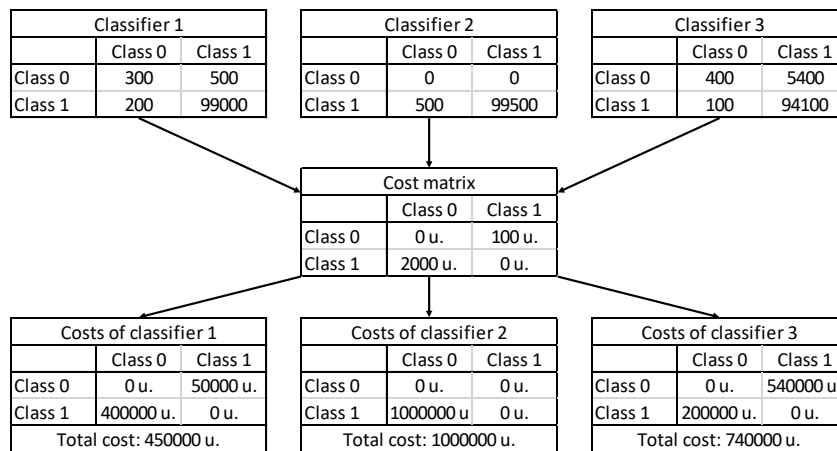 Classifier 1
Class 0 Class 1
Class 0 300 500
Class 1 200 99000
Classifier 2
Class 0 Class 1
Class 0 0 0
Class 1 500 99500
Classifier 3
Class 0 Class 1
Class 0 400 5400
Class 1 100 94100
Cost matrix
Class 0 Class 1
Class 0 0 u. 100 u.
Class 1 2000 u. 0 u.
Costs of classifier 1
Class 0 Class 1
Class 0 0 u. 50000 u.
Class 1 400000 u. 0 u.
Total cost: 450000 u.
Costs of classifier 2
Class 0 Class 1
Class 0 0 u. 0 u.
Class 1 1000000 u 0 u.
Total cost: 1000000 u.
Costs of classifier 3
Class 0 Class 1
Class 0 0 u. 540000 u
Class 1 200000 u. 0 u.
Total cost: 740000 u.